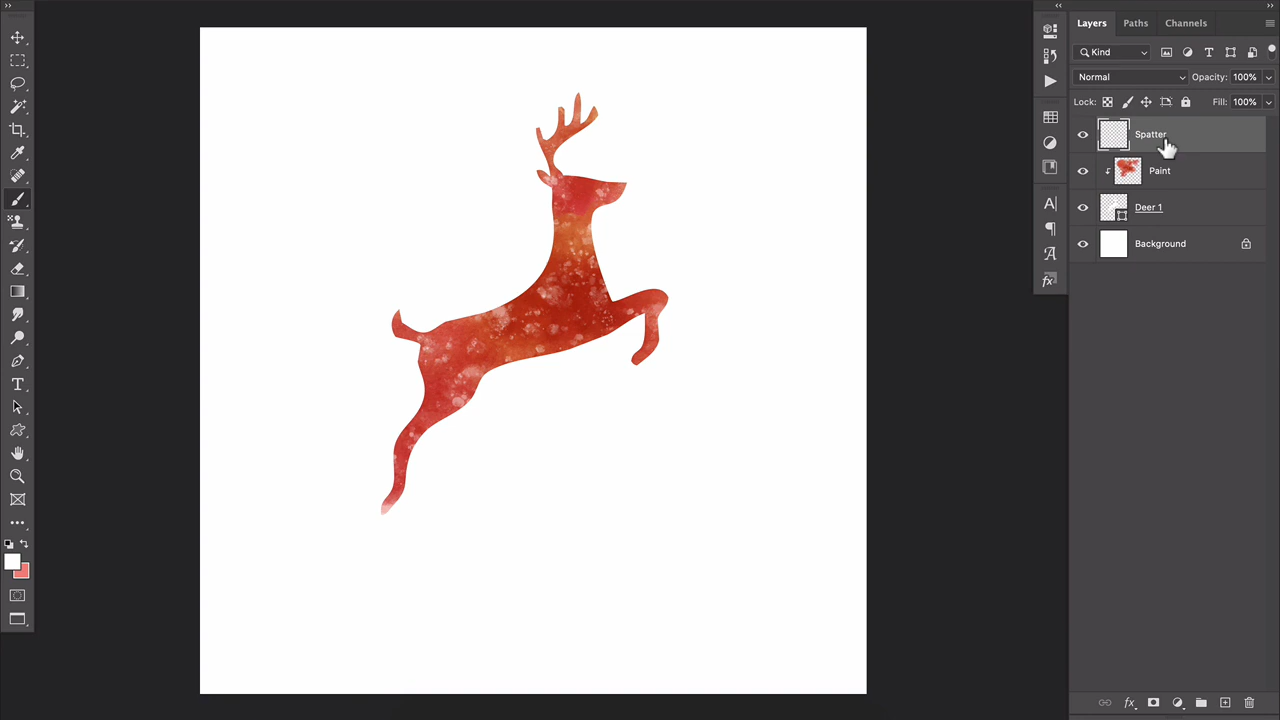 Layers Paths Channels
Kind
Normal Opacity: 100%
Lock: Fill: 100%
Spatter
Paint
Deer 1
Background